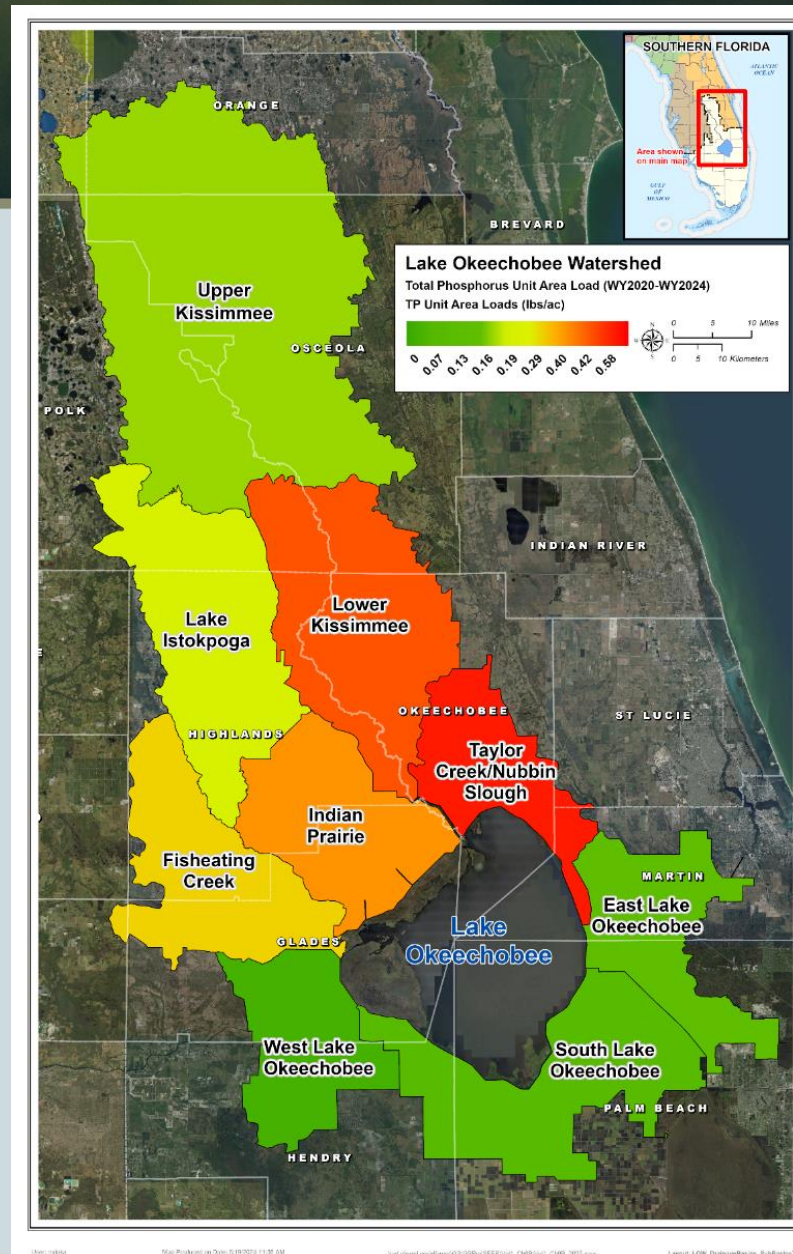 SOUTHERN FLORIDA
ATLANTIC
OCEAN
Area shown
on main map
GULF
OF
MEXICO
ORANGE
BREVARD
Lake Okeechobee Watershed
Total Phosphorus Unit Area Load (WY2020-WY2024)
TP Unit Area Loads (lbs/ac)
0 0.07 0.13 0.16 0.19 0.29 0.40 0.42 0.58
N
0 5 10 Miles
0 5 10 Kilometers
Upper
Kissimmee
OSCEOLA
POLK
INDIAN RIVER
Lake
Istokpoga
Lower
Kissimmee
OKEECHOBEE
ST LUCIE
HIGHLANDS
Taylor
Creek/Nubbin
Slough
Indian
Prairie
Fisheating
Creek
MARTIN
East Lake
Okeechobee
GLADES
Lake
Okeechobee
West Lake
Okeechobee
South Lake
Okeechobee
PALM BEACH
HENDRY